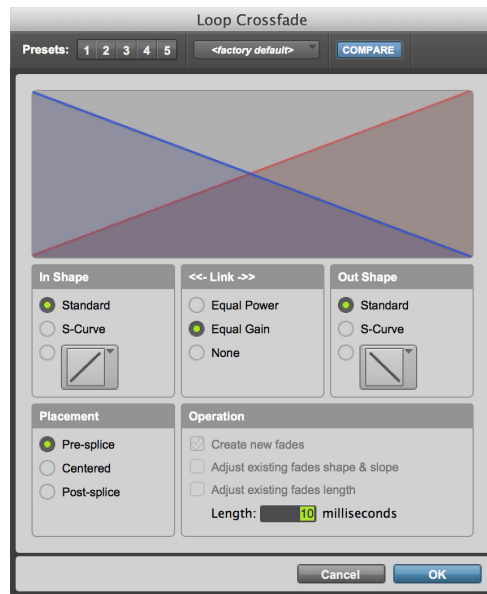 Loop Crossfade
Presets: 1 2 3 4 5 <factory default> COMPARE
In Shape <<- Link ->> Out Shape
Standard Equal Power Standard
S-Curve Equal Gain S-Curve
None
Placement Operation
Pre-splice Create new fades
Centered Adjust existing fades shape & slope
Post-splice Adjust existing fades length
Length: 10 milliseconds
Cancel OK